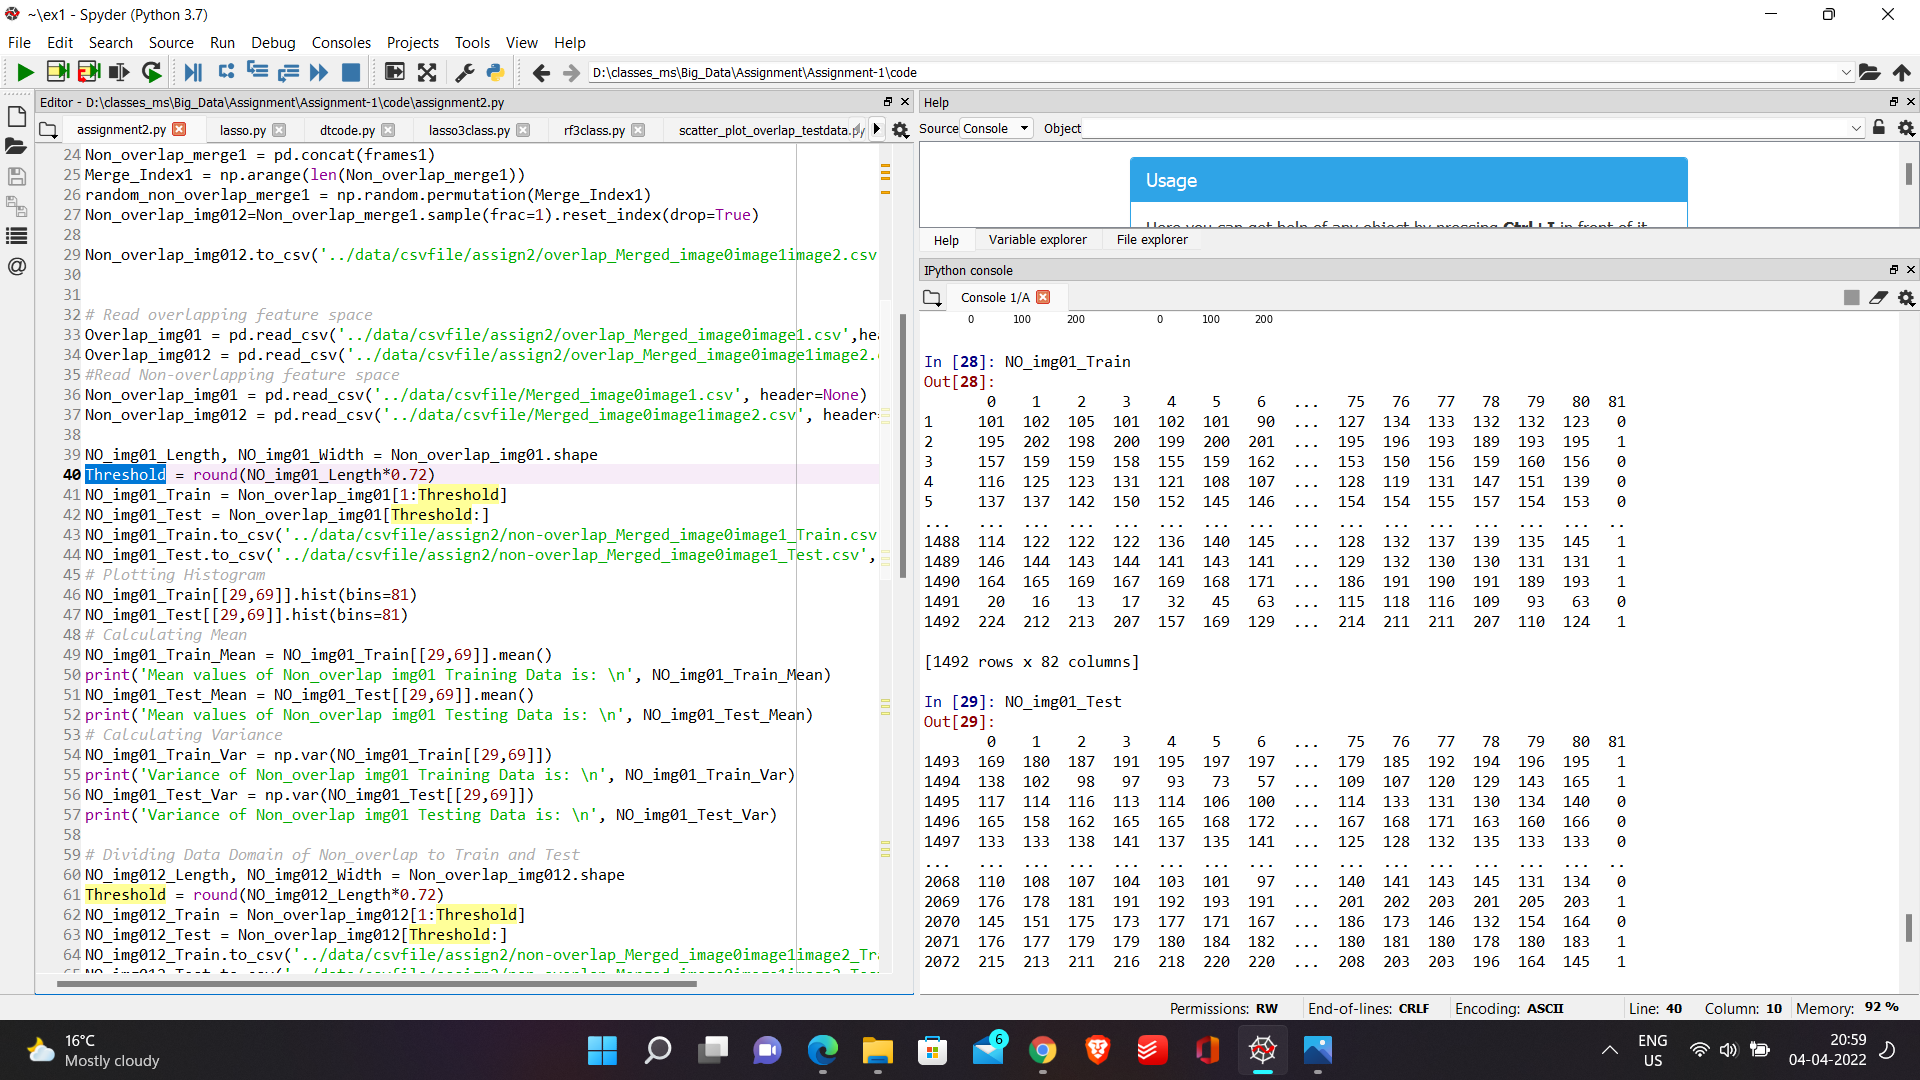 ~\ex1 - Spyder (Python 3.7)
File Edit Search Source Run Debug Consoles Projects Tools View Help
D:\classes_ms\Big_Data\Assignment\Assignment-1\code
Editor - D:\classes_ms\Big_Data\Assignment\Assignment-1\code\assignment2.py
assignment2.py lasso.py dtcode.py lasso3class.py rf3class.py scatter_plot_overlap_testdata.py
24 Non_overlap_merge1 = pd.concat(frames1)
25 Merge_Index1 = np.arange(len(Non_overlap_merge1))
26 random_non_overlap_merge1 = np.random.permutation(Merge_Index1)
27 Non_overlap_img012=Non_overlap_merge1.sample(frac=1).reset_index(drop=True)
28
29 Non_overlap_img012.to_csv('../data/csvfile/assign2/overlap_Merged_image0image1image2.csv
30
31
32 # Read overlapping feature space
33 Overlap_img01 = pd.read_csv('../data/csvfile/assign2/overlap_Merged_image0image1.csv',hea
34 Overlap_img012 = pd.read_csv('../data/csvfile/assign2/overlap_Merged_image0image1image2.
35 #Read Non-overlapping feature space
36 Non_overlap_img01 = pd.read_csv('../data/csvfile/Merged_image0image1.csv', header=None)
37 Non_overlap_img012 = pd.read_csv('../data/csvfile/Merged_image0image1image2.csv', header=
38
39 NO_img01_Length, NO_img01_Width = Non_overlap_img01.shape
40 Threshold = round(NO_img01_Length*0.72)
41 NO_img01_Train = Non_overlap_img01[1:Threshold]
42 NO_img01_Test = Non_overlap_img01[Threshold:]
43 NO_img01_Train.to_csv('../data/csvfile/assign2/non-overlap_Merged_image0image1_Train.csv
44 NO_img01_Test.to_csv('../data/csvfile/assign2/non-overlap_Merged_image0image1_Test.csv',
45 # Plotting Histogram
46 NO_img01_Train[[29,69]].hist(bins=81)
47 NO_img01_Test[[29,69]].hist(bins=81)
48 # Calculating Mean
49 NO_img01_Train_Mean = NO_img01_Train[[29,69]].mean()
50 print('Mean values of Non_overlap img01 Training Data is: \n', NO_img01_Train_Mean)
51 NO_img01_Test_Mean = NO_img01_Test[[29,69]].mean()
52 print('Mean values of Non_overlap img01 Testing Data is: \n', NO_img01_Test_Mean)
53 # Calculating Variance
54 NO_img01_Train_Var = np.var(NO_img01_Train[[29,69]])
55 print('Variance of Non_overlap img01 Training Data is: \n', NO_img01_Train_Var)
56 NO_img01_Test_Var = np.var(NO_img01_Test[[29,69]])
57 print('Variance of Non_overlap img01 Testing Data is: \n', NO_img01_Test_Var)
58
59 # Dividing Data Domain of Non_overlap to Train and Test
60 NO_img012_Length, NO_img012_Width = Non_overlap_img012.shape
61 Threshold = round(NO_img012_Length*0.72)
62 NO_img012_Train = Non_overlap_img012[1:Threshold]
63 NO_img012_Test = Non_overlap_img012[Threshold:]
64 NO_img012_Train.to_csv('../data/csvfile/assign2/non-overlap_Merged_image0image1image2_Tr
Help
Source Console Object
Usage
Here you can get help of any object by pressing Ctrl+I in front of it
Help Variable explorer File explorer
IPython console
Console 1/A
0 100 200 0 100 200
In [28]: NO_img01_Train
Out[28]:
0 1 2 3 4 5 6 ... 75 76 77 78 79 80 81
1 101 102 105 101 102 101 90 ... 127 134 133 132 132 123 0
2 195 202 198 200 199 200 201 ... 195 196 193 189 193 195 1
3 157 159 159 158 155 159 162 ... 153 150 156 159 160 156 0
4 116 125 123 131 121 108 107 ... 128 119 131 147 151 139 0
5 137 137 142 150 152 145 146 ... 154 154 155 157 154 153 0
... ... ... ... ... ... ... ... ... ... ... ... ... ... ... ..
1488 114 122 122 122 136 140 145 ... 128 132 137 139 135 145 1
1489 146 144 143 144 141 143 141 ... 129 132 130 130 131 131 1
1490 164 165 169 167 169 168 171 ... 186 191 190 191 189 193 1
1491 20 16 13 17 32 45 63 ... 115 118 116 109 93 63 0
1492 224 212 213 207 157 169 129 ... 214 211 211 207 110 124 1
[1492 rows x 82 columns]
In [29]: NO_img01_Test
Out[29]:
0 1 2 3 4 5 6 ... 75 76 77 78 79 80 81
1493 169 180 187 191 195 197 197 ... 179 185 192 194 196 195 1
1494 138 102 98 97 93 73 57 ... 109 107 120 129 143 165 1
1495 117 114 116 113 114 106 100 ... 114 133 131 130 134 140 0
1496 165 158 162 165 165 168 172 ... 167 168 171 163 160 166 0
1497 133 133 138 141 137 135 141 ... 125 128 132 135 133 133 0
... ... ... ... ... ... ... ... ... ... ... ... ... ... ... ..
2068 110 108 107 104 103 101 97 ... 140 141 143 145 131 134 0
2069 176 178 181 191 192 193 191 ... 201 202 203 201 205 203 1
2070 145 151 175 173 177 171 167 ... 186 173 146 132 154 164 0
2071 176 177 179 179 180 184 182 ... 180 181 180 178 180 183 1
2072 215 213 211 216 218 220 220 ... 208 203 203 196 164 145 1
Permissions: RW End-of-lines: CRLF Encoding: ASCII Line: 40 Column: 10 Memory: 92 %
16°C
Mostly cloudy
6
ENG
US
20:59
04-04-2022